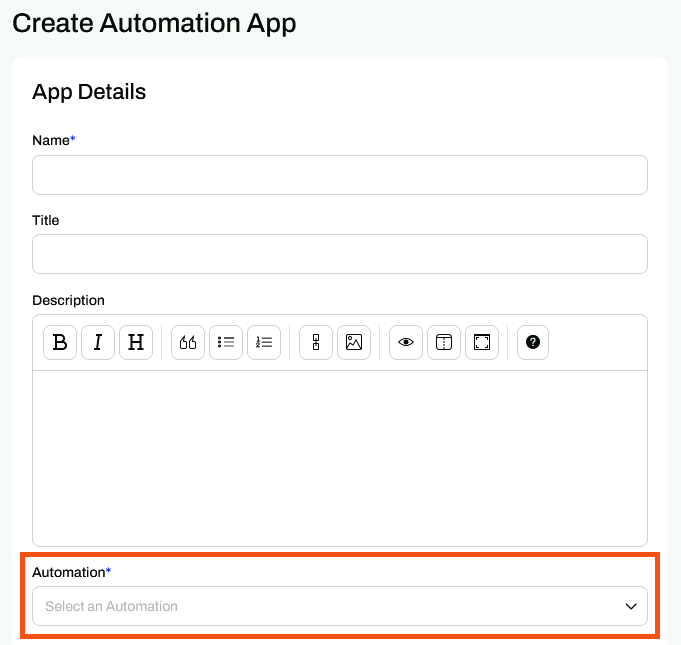 Create Automation App
App Details
Name*
Title
Description
B I H
Automation*
Select an Automation